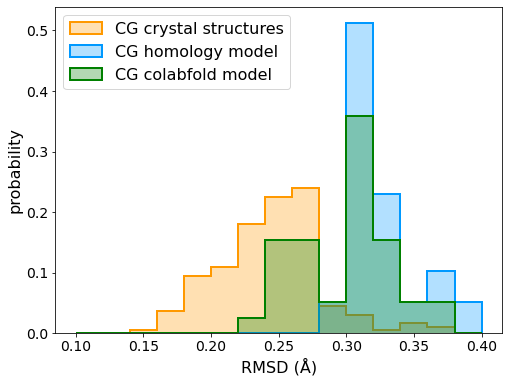 CG crystal structures
CG homology model
CG colabfold model
0.5
0.4
0.3
0.2
0.1
0.0
probability
0.10 0.15 0.20 0.25 0.30 0.35 0.40
RMSD (Å)